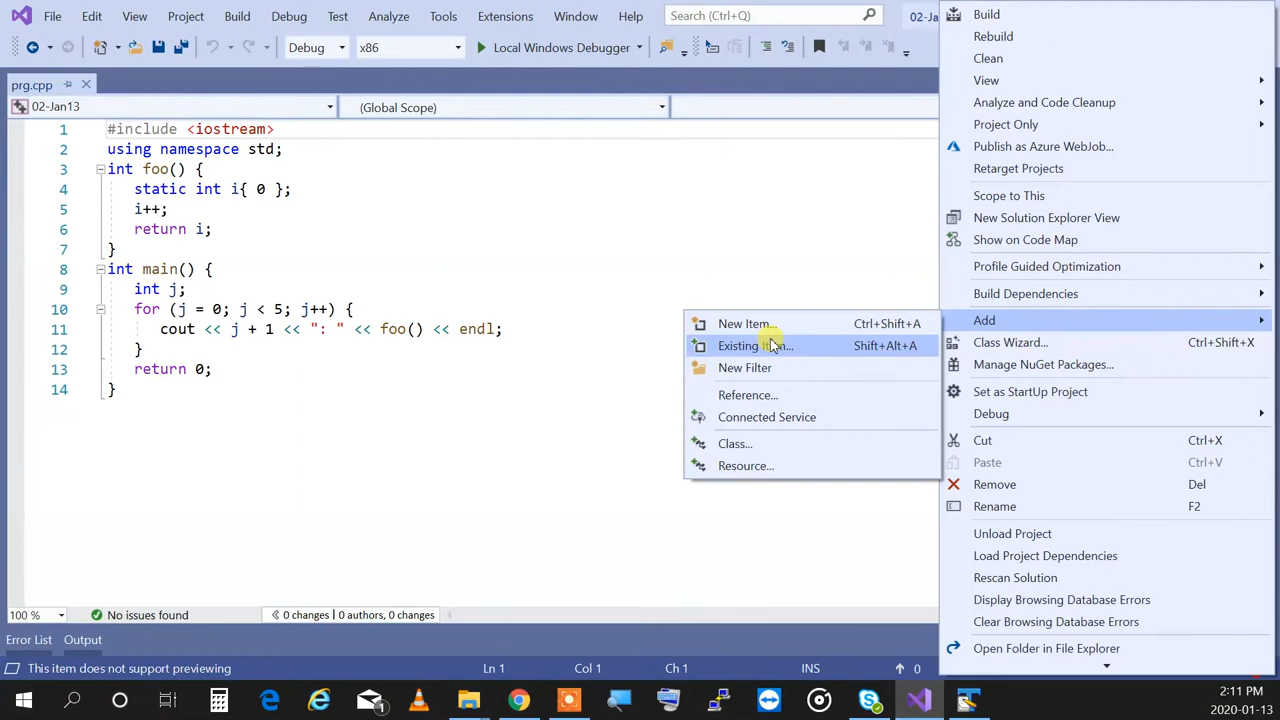 File Edit View Project Build Debug Test Analyze Tools Extensions Window Help Search (Ctrl+Q) 02-Ja
Debug x86 Local Windows Debugger
prg.cpp
02-Jan13 (Global Scope)
1 #include <iostream>
2 using namespace std;
3 int foo() {
4 static int i{ 0 };
5 i++;
6 return i;
7 }
8 int main() {
9 int j;
10 for (j = 0; j < 5; j++) {
11 cout << j + 1 << ": " << foo() << endl;
12 }
13 return 0;
14 }
New Item... Ctrl+Shift+A
Existing Item... Shift+Alt+A
New Filter
Reference...
Connected Service
Class...
Resource...
Build
Rebuild
Clean
View
Analyze and Code Cleanup
Project Only
Publish as Azure WebJob...
Retarget Projects
Scope to This
New Solution Explorer View
Show on Code Map
Profile Guided Optimization
Build Dependencies
Add
Class Wizard... Ctrl+Shift+X
Manage NuGet Packages...
Set as StartUp Project
Debug
Cut Ctrl+X
Paste Ctrl+V
Remove Del
Rename F2
Unload Project
Load Project Dependencies
Rescan Solution
Display Browsing Database Errors
Clear Browsing Database Errors
Open Folder in File Explorer
100 % No issues found 0 changes | 0 authors, 0 changes
Error List Output
This item does not support previewing Ln 1 Col 1 Ch 1 INS 0
1
2:11 PM
2020-01-13